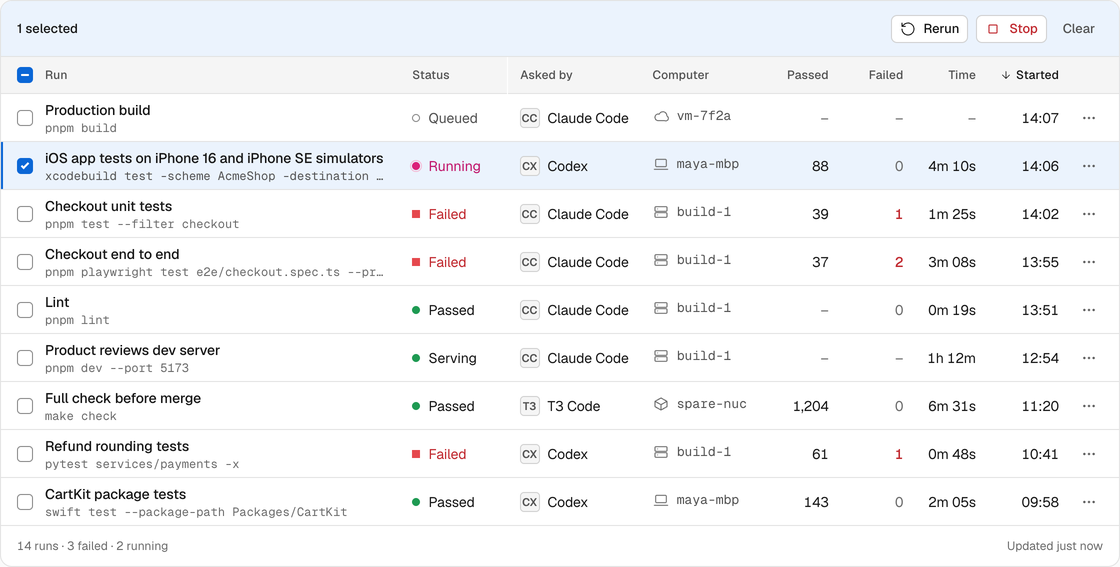 1 selected Rerun Stop Clear
Run Status Asked by Computer Passed Failed Time ↓ Started
Production build
pnpm build
Queued CC Claude Code vm-7f2a – – – 14:07 ···
iOS app tests on iPhone 16 and iPhone SE simulators
xcodebuild test -scheme AcmeShop -destination …
Running CX Codex maya-mbp 88 0 4m 10s 14:06 ···
Checkout unit tests
pnpm test --filter checkout
Failed CC Claude Code build-1 39 1 1m 25s 14:02 ···
Checkout end to end
pnpm playwright test e2e/checkout.spec.ts --pr…
Failed CC Claude Code build-1 37 2 3m 08s 13:55 ···
Lint
pnpm lint
Passed CC Claude Code build-1 – 0 0m 19s 13:51 ···
Product reviews dev server
pnpm dev --port 5173
Serving CC Claude Code build-1 – – 1h 12m 12:54 ···
Full check before merge
make check
Passed T3 T3 Code spare-nuc 1,204 0 6m 31s 11:20 ···
Refund rounding tests
pytest services/payments -x
Failed CX Codex build-1 61 1 0m 48s 10:41 ···
CartKit package tests
swift test --package-path Packages/CartKit
Passed CX Codex maya-mbp 143 0 2m 05s 09:58 ···
14 runs · 3 failed · 2 running Updated just now